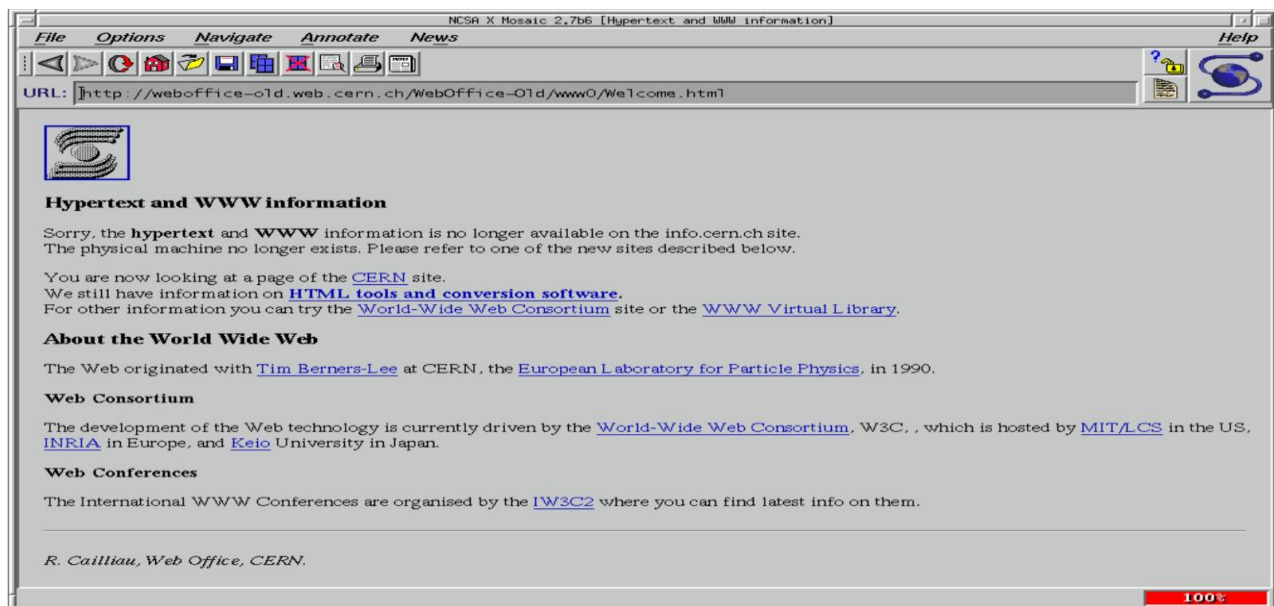 NCSA X Mosaic 2.7b6 [Hypertext and WWW information]
File Options Navigate Annotate News Help
URL: http://weboffice-old.web.cern.ch/WebOffice-Old/www0/Welcome.html
Hypertext and WWW information
Sorry, the hypertext and WWW information is no longer available on the info.cern.ch site.
The physical machine no longer exists. Please refer to one of the new sites described below.
You are now looking at a page of the CERN site.
We still have information on HTML tools and conversion software.
For other information you can try the World-Wide Web Consortium site or the WWW Virtual Library.
About the World Wide Web
The Web originated with Tim Berners-Lee at CERN, the European Laboratory for Particle Physics, in 1990.
Web Consortium
The development of the Web technology is currently driven by the World-Wide Web Consortium, W3C, , which is hosted by MIT/LCS in the US,
INRIA in Europe, and Keio University in Japan.
Web Conferences
The International WWW Conferences are organised by the IW3C2 where you can find latest info on them.
R. Cailliau, Web Office, CERN.
100%